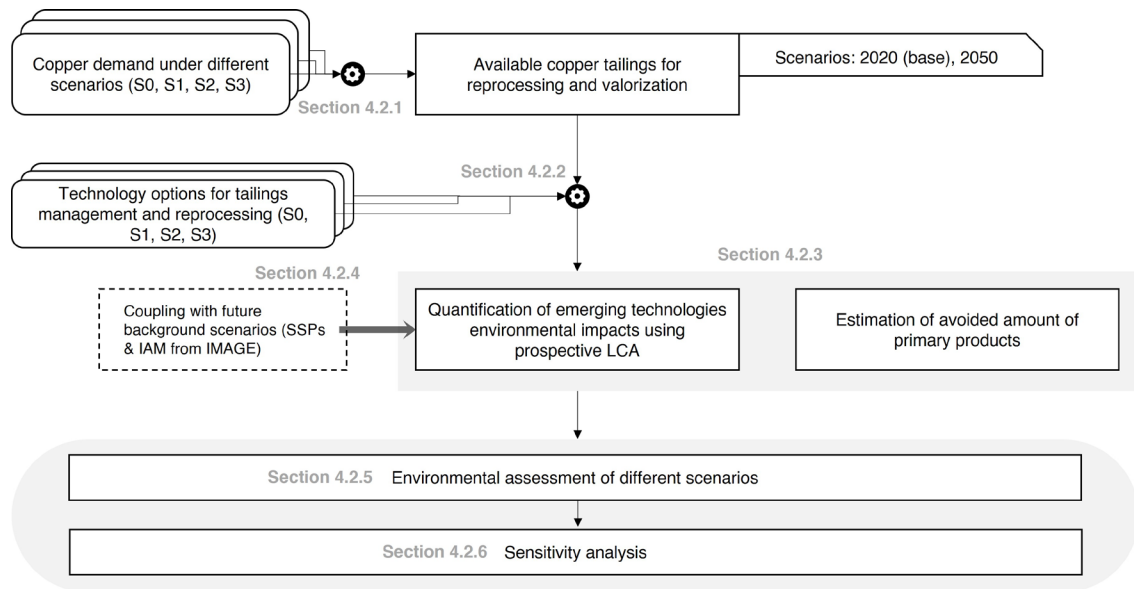 Copper demand under different
scenarios (S0, S1, S2, S3)
Section 4.2.1
Available copper tailings for
reprocessing and valorization
Scenarios: 2020 (base), 2050
Section 4.2.2
Technology options for tailings
management and reprocessing (S0,
S1, S2, S3)
Section 4.2.3
Section 4.2.4
Coupling with future
background scenarios (SSPs
& IAM from IMAGE)
Quantification of emerging technologies
environmental impacts using
prospective LCA
Estimation of avoided amount of
primary products
Section 4.2.5 Environmental assessment of different scenarios
Section 4.2.6 Sensitivity analysis